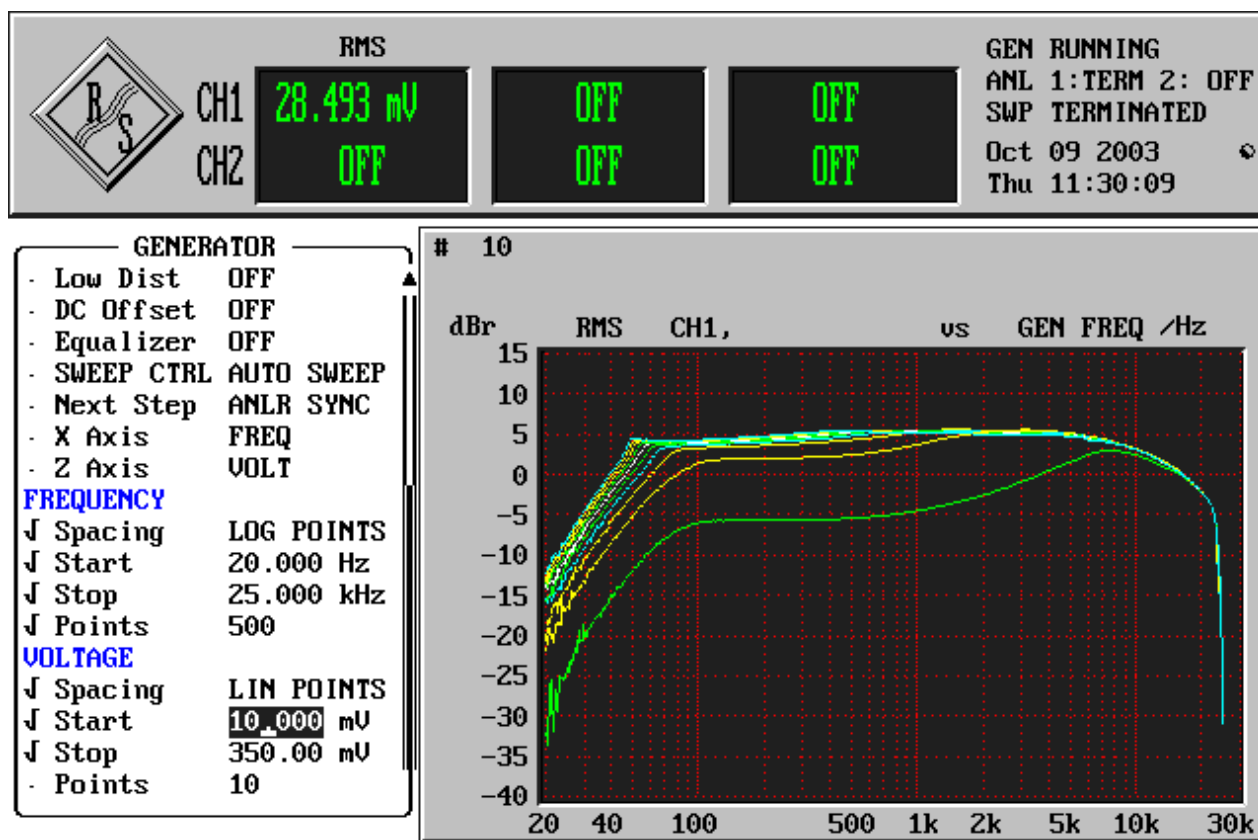 RMS
R S
CH1 28.493 mV OFF OFF
CH2 OFF OFF OFF
GEN RUNNING
ANL 1:TERM 2: OFF
SWP TERMINATED
Oct 09 2003
Thu 11:30:09
GENERATOR
· Low Dist OFF
· DC Offset OFF
· Equalizer OFF
· SWEEP CTRL AUTO SWEEP
· Next Step ANLR SYNC
· X Axis FREQ
· Z Axis VOLT
FREQUENCY
√ Spacing LOG POINTS
√ Start 20.000 Hz
√ Stop 25.000 kHz
√ Points 500
VOLTAGE
√ Spacing LIN POINTS
√ Start 10.000 mV
√ Stop 350.00 mV
· Points 10
# 10
dBr RMS CH1, vs GEN FREQ /Hz
15
10
5
0
-5
-10
-15
-20
-25
-30
-35
-40
20 40 100 500 1k 2k 5k 10k 30k